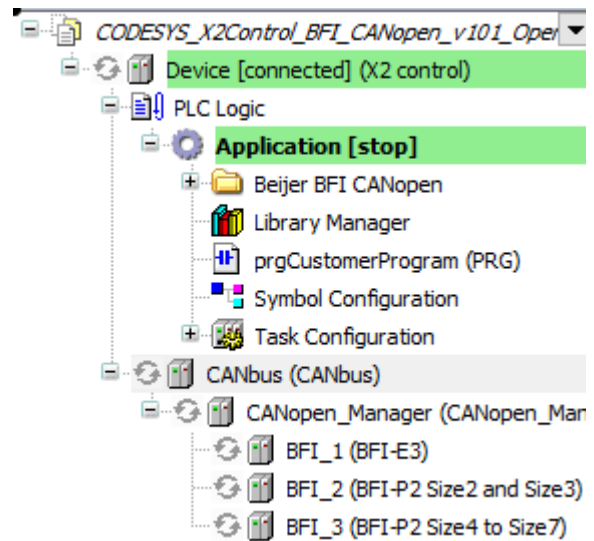 CODESYS_X2Control_BFI_CANopen_v101_Oper
Device [connected] (X2 control)
PLC Logic
Application [stop]
Beijer BFI CANopen
Library Manager
prgCustomerProgram (PRG)
Symbol Configuration
Task Configuration
CANbus (CANbus)
CANopen_Manager (CANopen_Man
BFI_1 (BFI-E3)
BFI_2 (BFI-P2 Size2 and Size3)
BFI_3 (BFI-P2 Size4 to Size7)